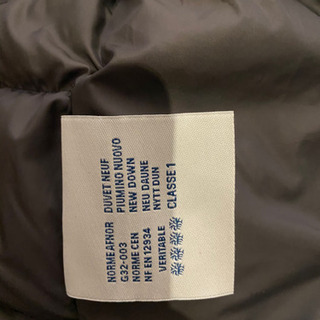 DUVET NEUF
PIUMINO NUOVO
NEW DOWN
NEU DAUNE
NYTT DUN
CLASSE 1
NORME AFNOR
G32-003
NORME CEN
NF EN 12934
VERITABLE